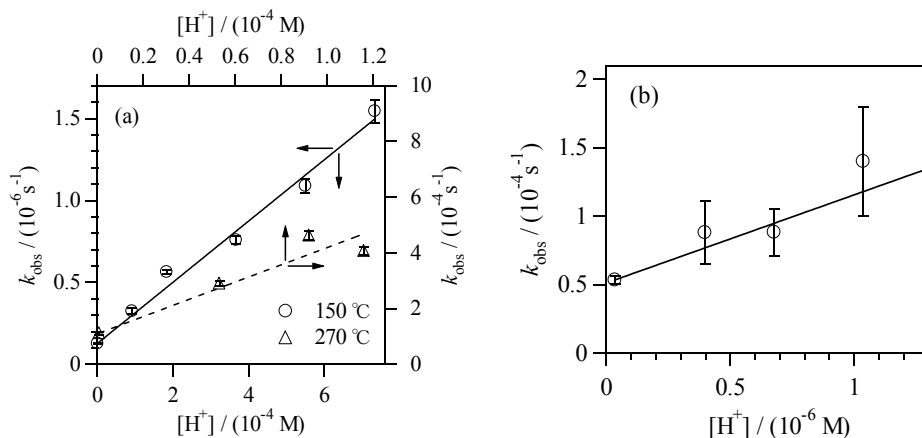 [H⁺] / (10⁻⁴ M)
0 0.2 0.4 0.6 0.8 1.0 1.2
(a)
k_obs / (10⁻⁶ s⁻¹)
1.5
1.0
0.5
0
10
8
6
4
2
0
k_obs / (10⁻⁴ s⁻¹)
150 ℃
270 ℃
0 2 4 6
[H⁺] / (10⁻⁴ M)
(b)
k_obs / (10⁻⁴ s⁻¹)
2
1.5
1
0.5
0
0 0.5 1
[H⁺] / (10⁻⁶ M)